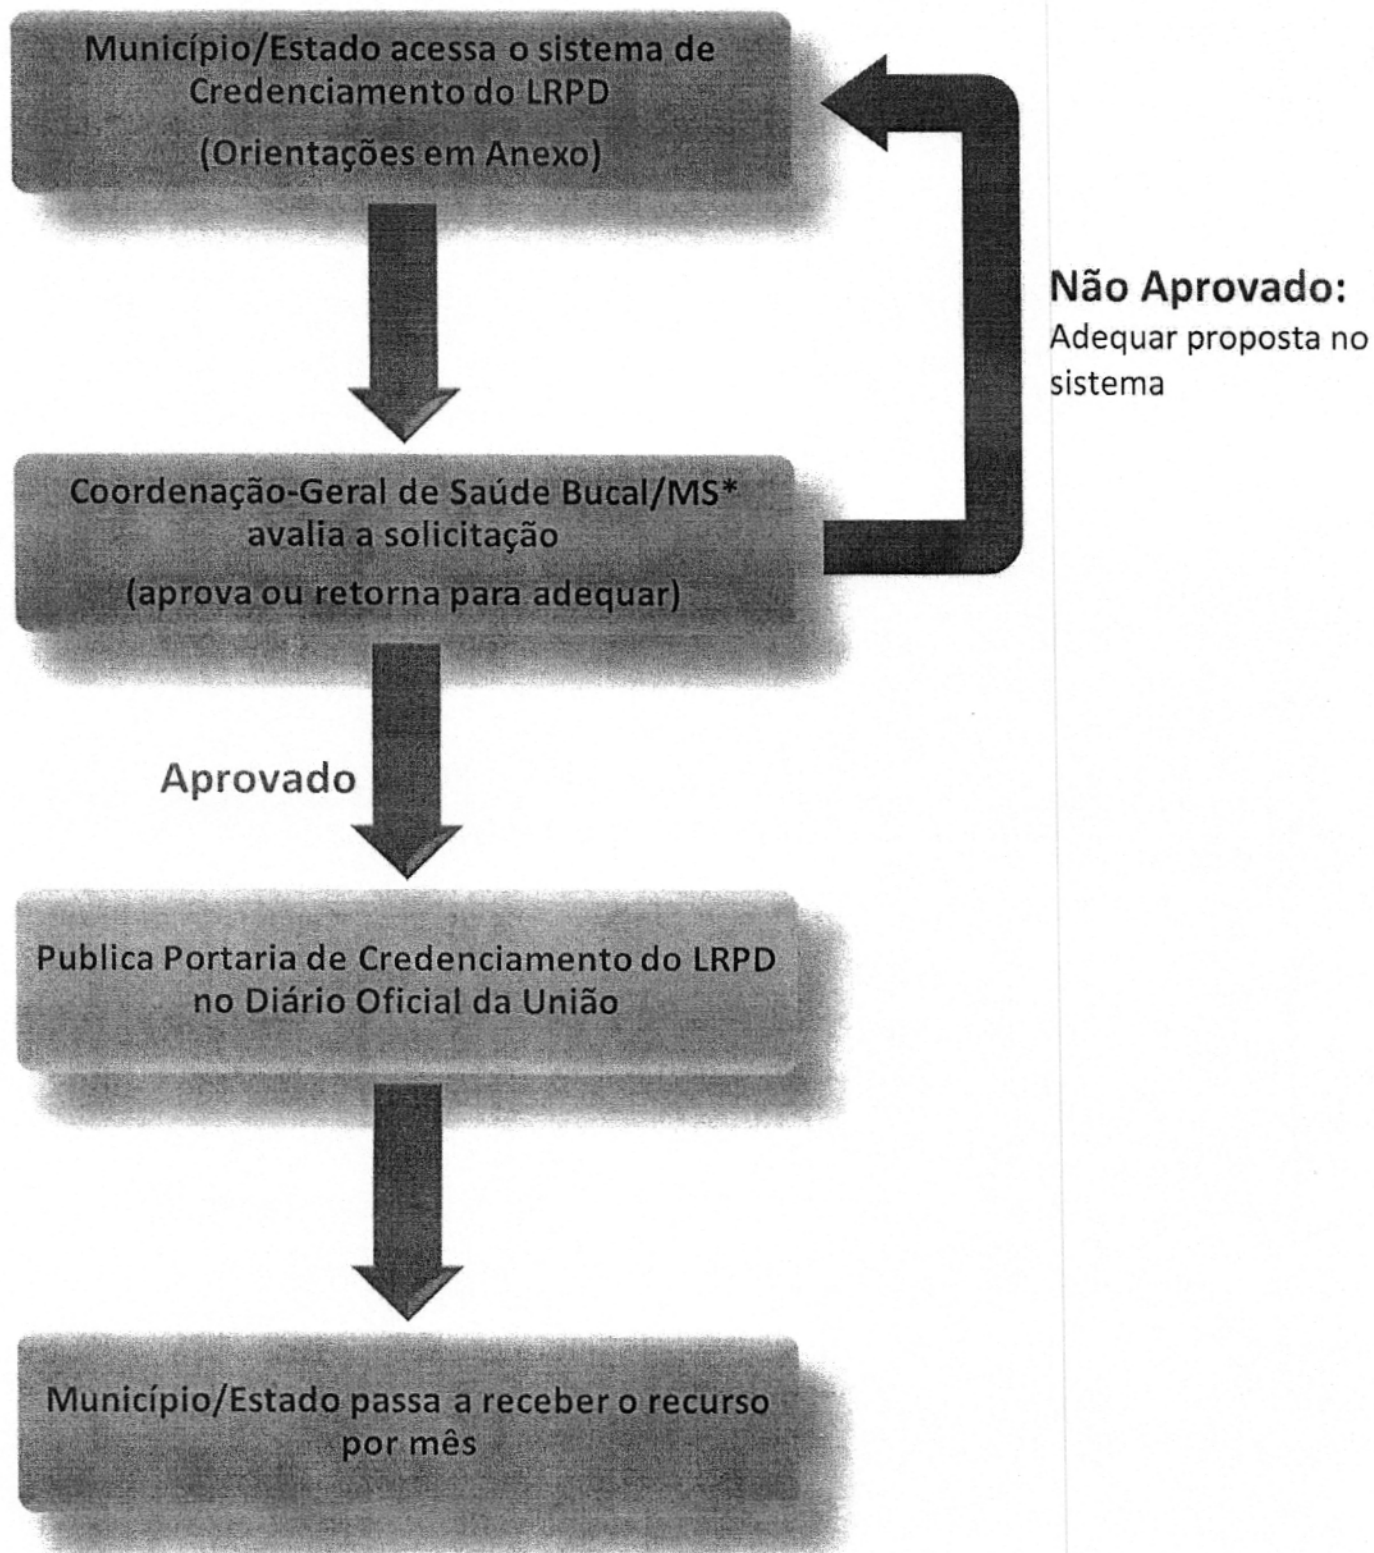 Município/Estado acessa o sistema de
Credenciamento do LRPD
(Orientações em Anexo)
Não Aprovado:
Adequar proposta no
sistema
Coordenação-Geral de Saúde Bucal/MS*
avalia a solicitação
(aprova ou retorna para adequar)
Aprovado
Publica Portaria de Credenciamento do LRPD
no Diário Oficial da União
Município/Estado passa a receber o recurso
por mês